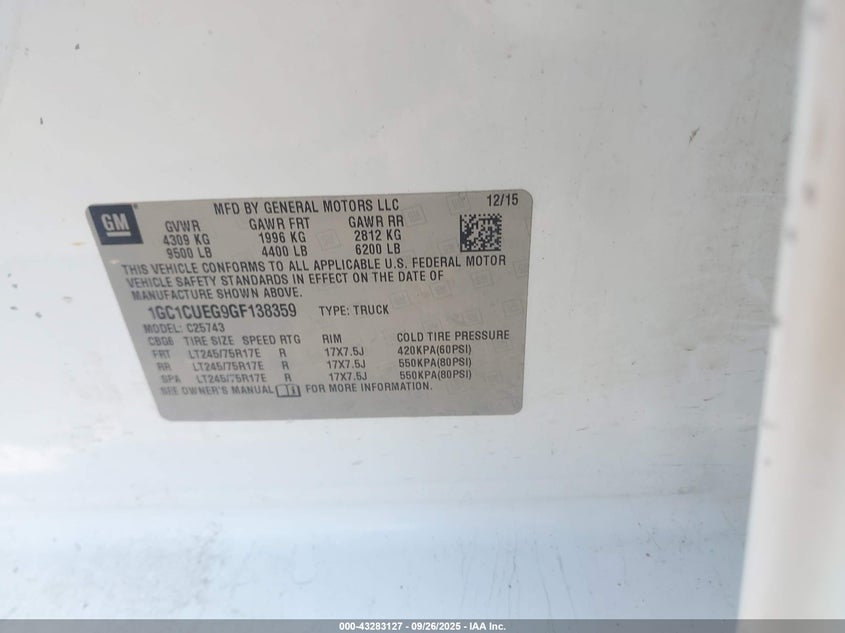 GM
MFD BY GENERAL MOTORS LLC 12/15
GVWR GAWR FRT GAWR RR
4309 KG 1996 KG 2812 KG
9500 LB 4400 LB 6200 LB
THIS VEHICLE CONFORMS TO ALL APPLICABLE U.S. FEDERAL MOTOR
VEHICLE SAFETY STANDARDS IN EFFECT ON THE DATE OF
MANUFACTURE SHOWN ABOVE.
1GC1CUEG9GF138359 TYPE: TRUCK
MODEL: C25743
CBG6 TIRE SIZE SPEED RTG RIM COLD TIRE PRESSURE
FRT LT245/75R17E R 17X7.5J 420KPA(60PSI)
RR LT245/75R17E R 17X7.5J 550KPA(80PSI)
SPA LT245/75R17E R 17X7.5J 550KPA(80PSI)
SEE OWNER'S MANUAL FOR MORE INFORMATION.
000-43283127 - 09/26/2025 - IAA Inc.